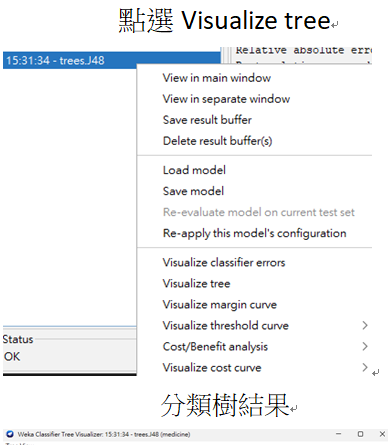 點選 Visualize tree
Relative absolute erro
15:31:34 - trees.J48
View in main window
View in separate window
Save result buffer
Delete result buffer(s)
Load model
Save model
Re-evaluate model on current test set
Re-apply this model's configuration
Visualize classifier errors
Visualize tree
Visualize margin curve
Visualize threshold curve
Cost/Benefit analysis
Visualize cost curve
Status
OK
分類樹結果
Weka Classifier Tree Visualizer: 15:31:34 - trees.J48 (medicine)